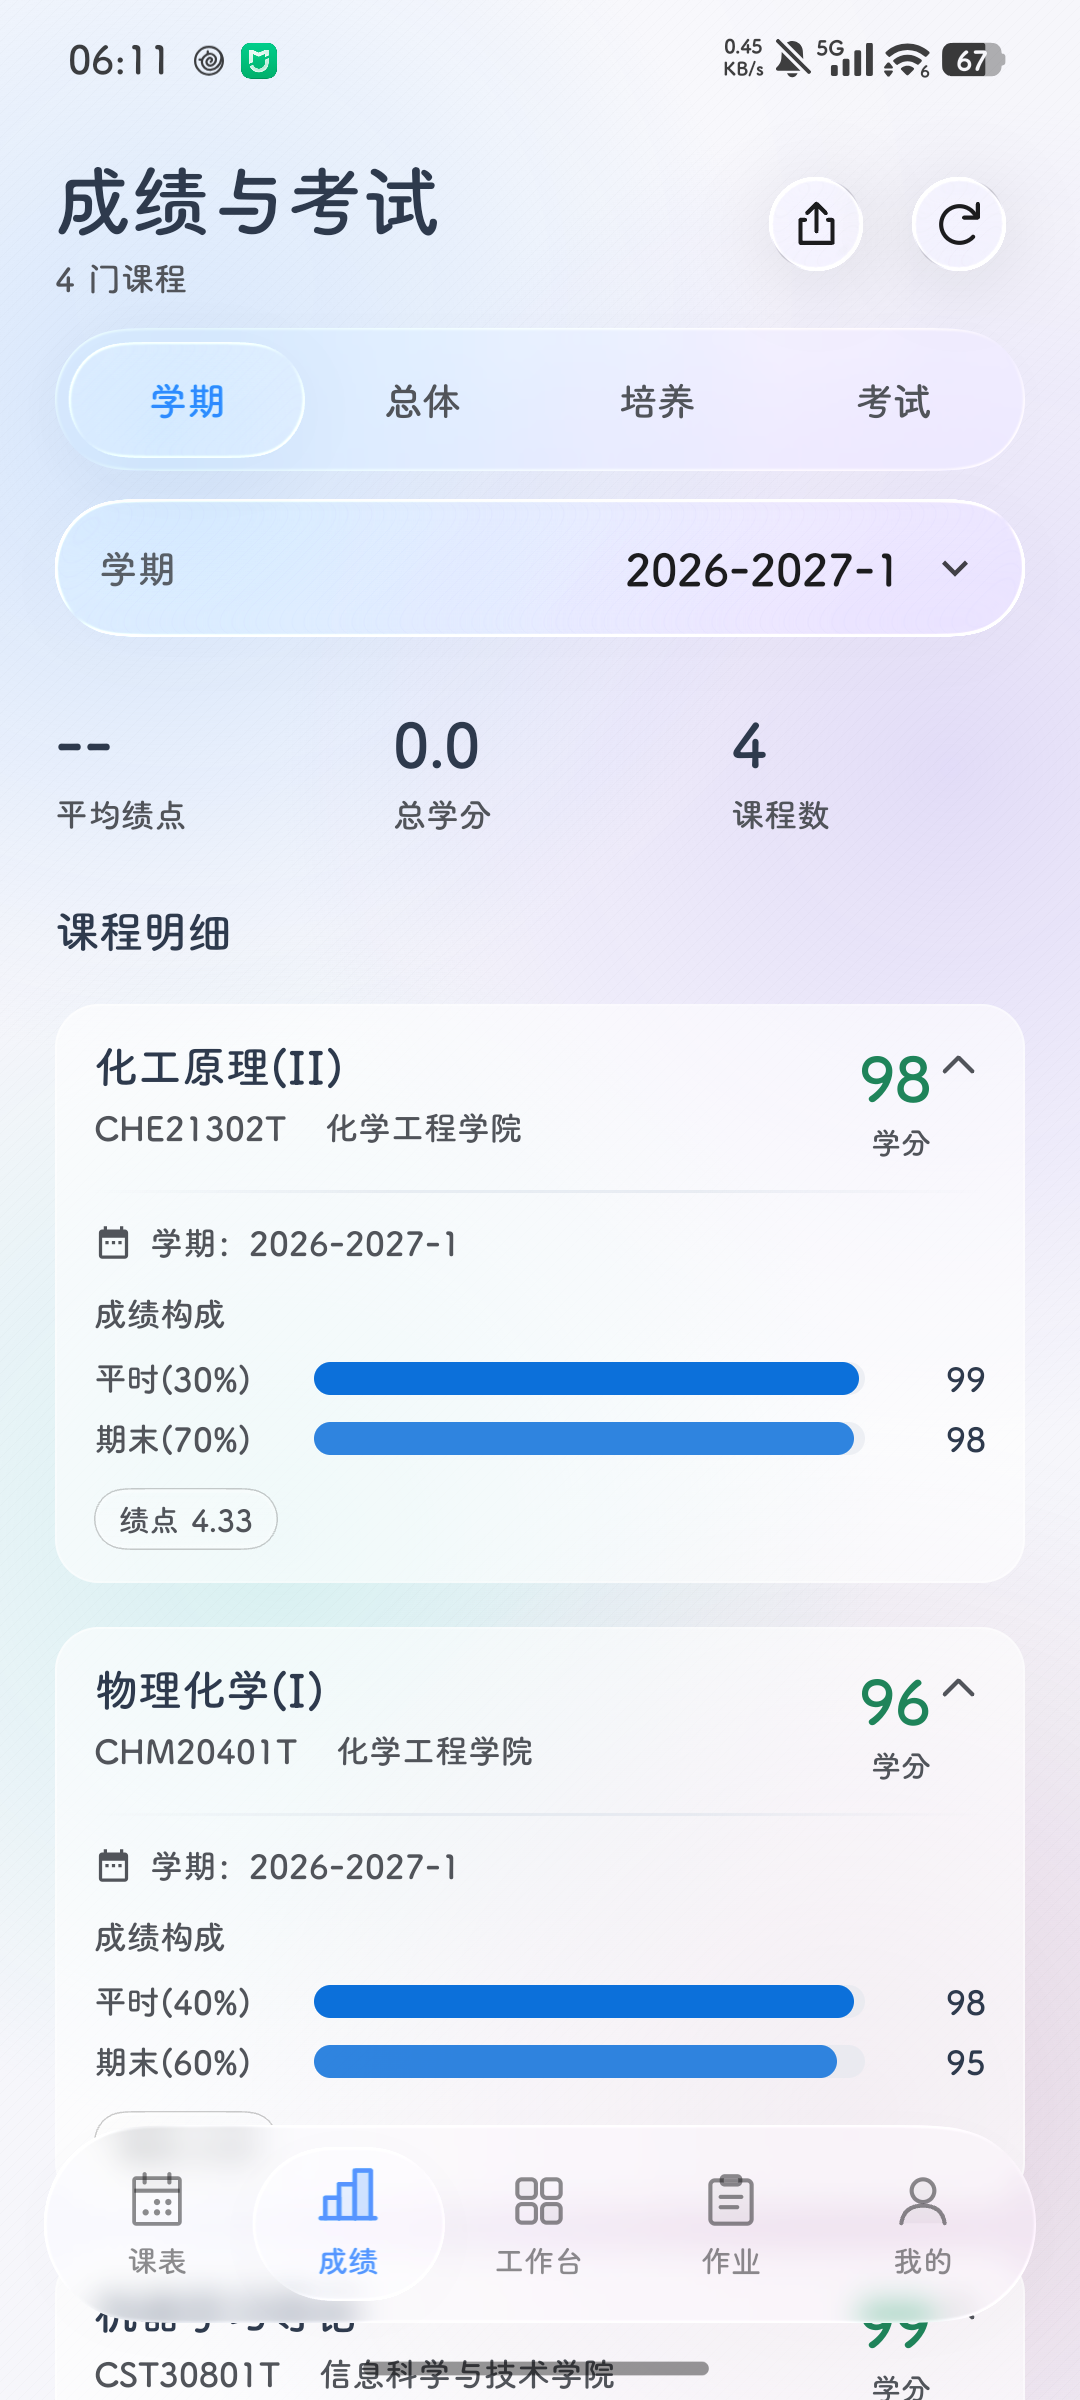 06:11
0.45 KB/s
5G
6
67
成绩与考试
4 门课程
学期 总体 培养 考试
学期 2026-2027-1
-- 0.0 4
平均绩点 总学分 课程数
课程明细
化工原理(II) 98
CHE21302T 化学工程学院 学分
学期: 2026-2027-1
成绩构成
平时(30%) 99
期末(70%) 98
绩点 4.33
物理化学(I) 96
CHM20401T 化学工程学院 学分
学期: 2026-2027-1
成绩构成
平时(40%) 98
期末(60%) 95
课表 成绩 工作台 作业 我的
99
CST30801T 信息科学与技术学院 学分